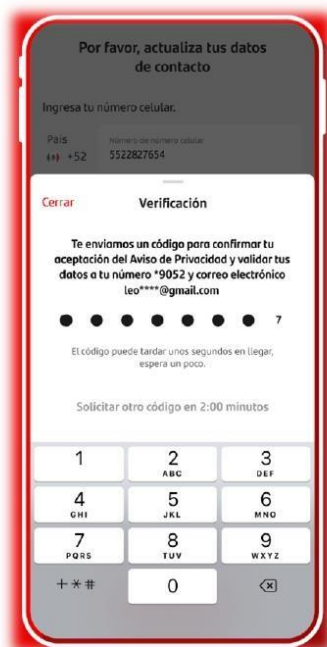 Por favor, actualiza tus datos
de contacto
Ingresa tu número celular.
País
Número de número celular
+52 5522827654
Cerrar Verificación
Te enviamos un código para confirmar tu
aceptación del Aviso de Privacidad y validar tus
datos a tu número *9052 y correo electrónico
leo****@gmail.com
7
El código puede tardar unos segundos en llegar,
espera un poco.
Solicitar otro código en 2:00 minutos
1 2 3
ABC DEF
4 5 6
GHI JKL MNO
7 8 9
PQRS TUV WXYZ
+*# 0